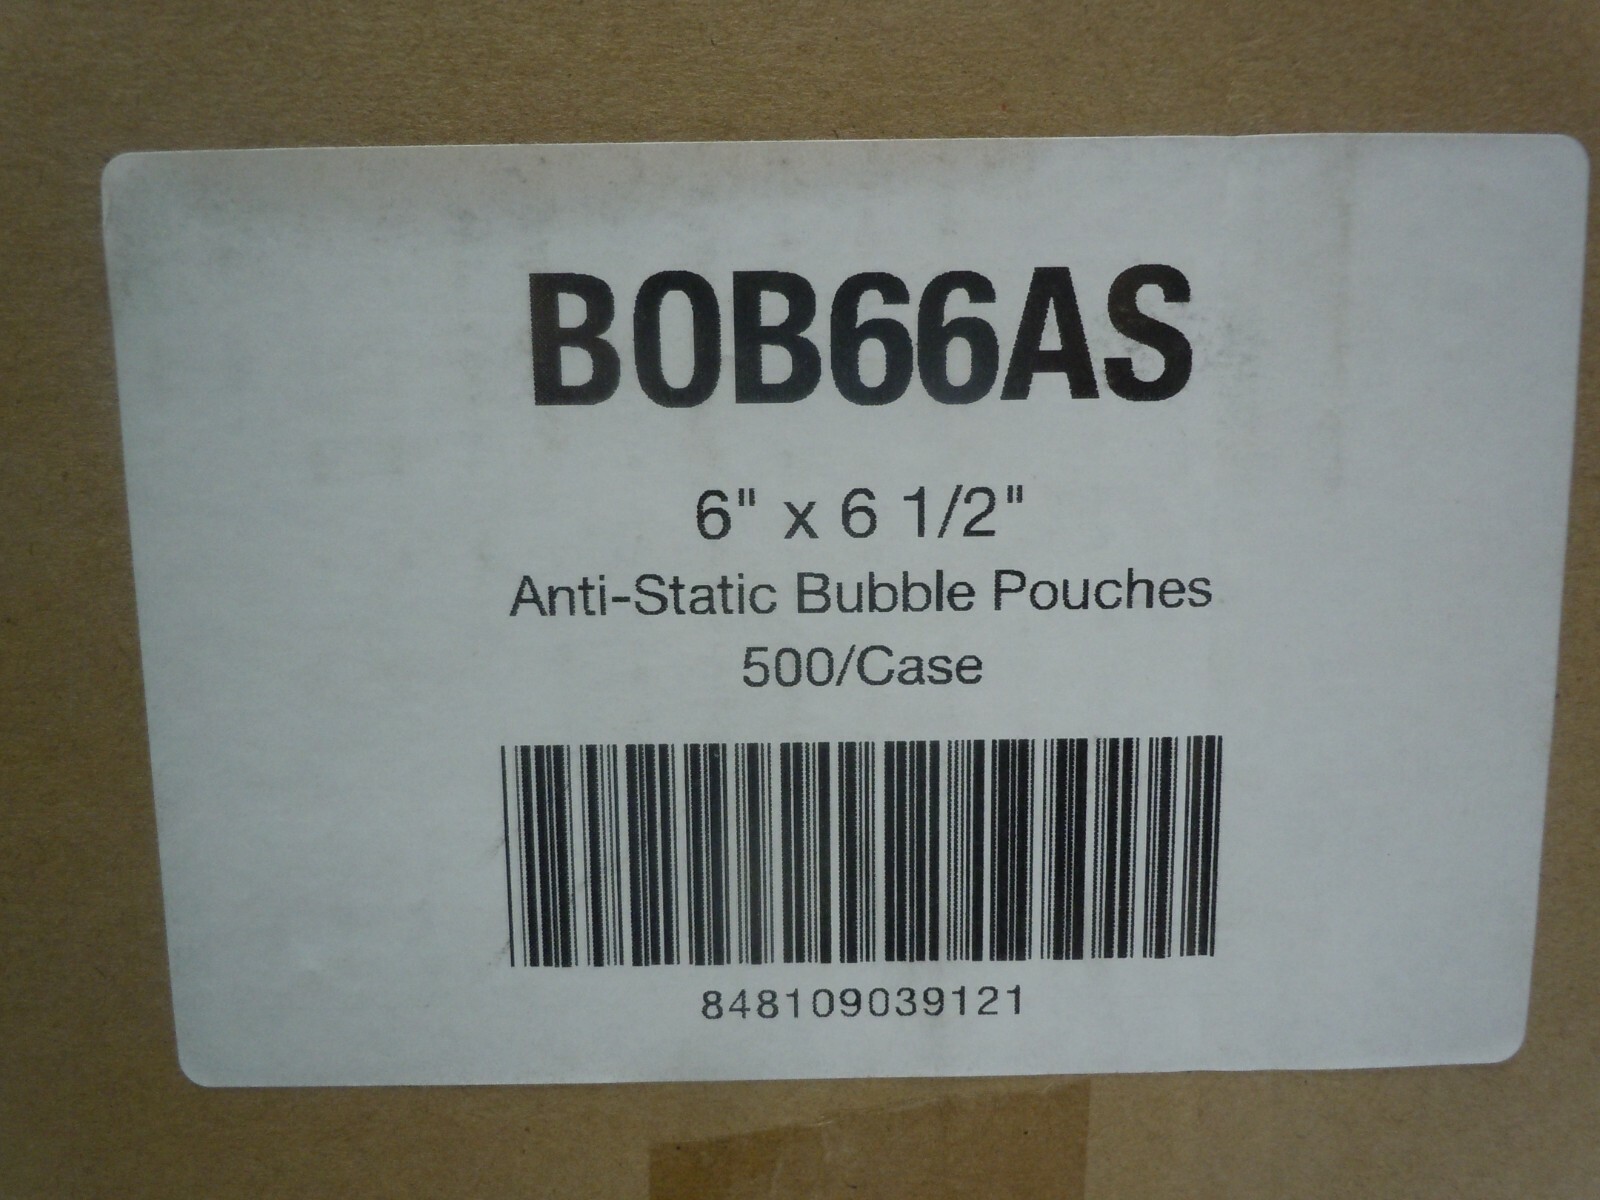 BOB66AS
6" x 6 1/2"
Anti-Static Bubble Pouches
500/Case
848109039121